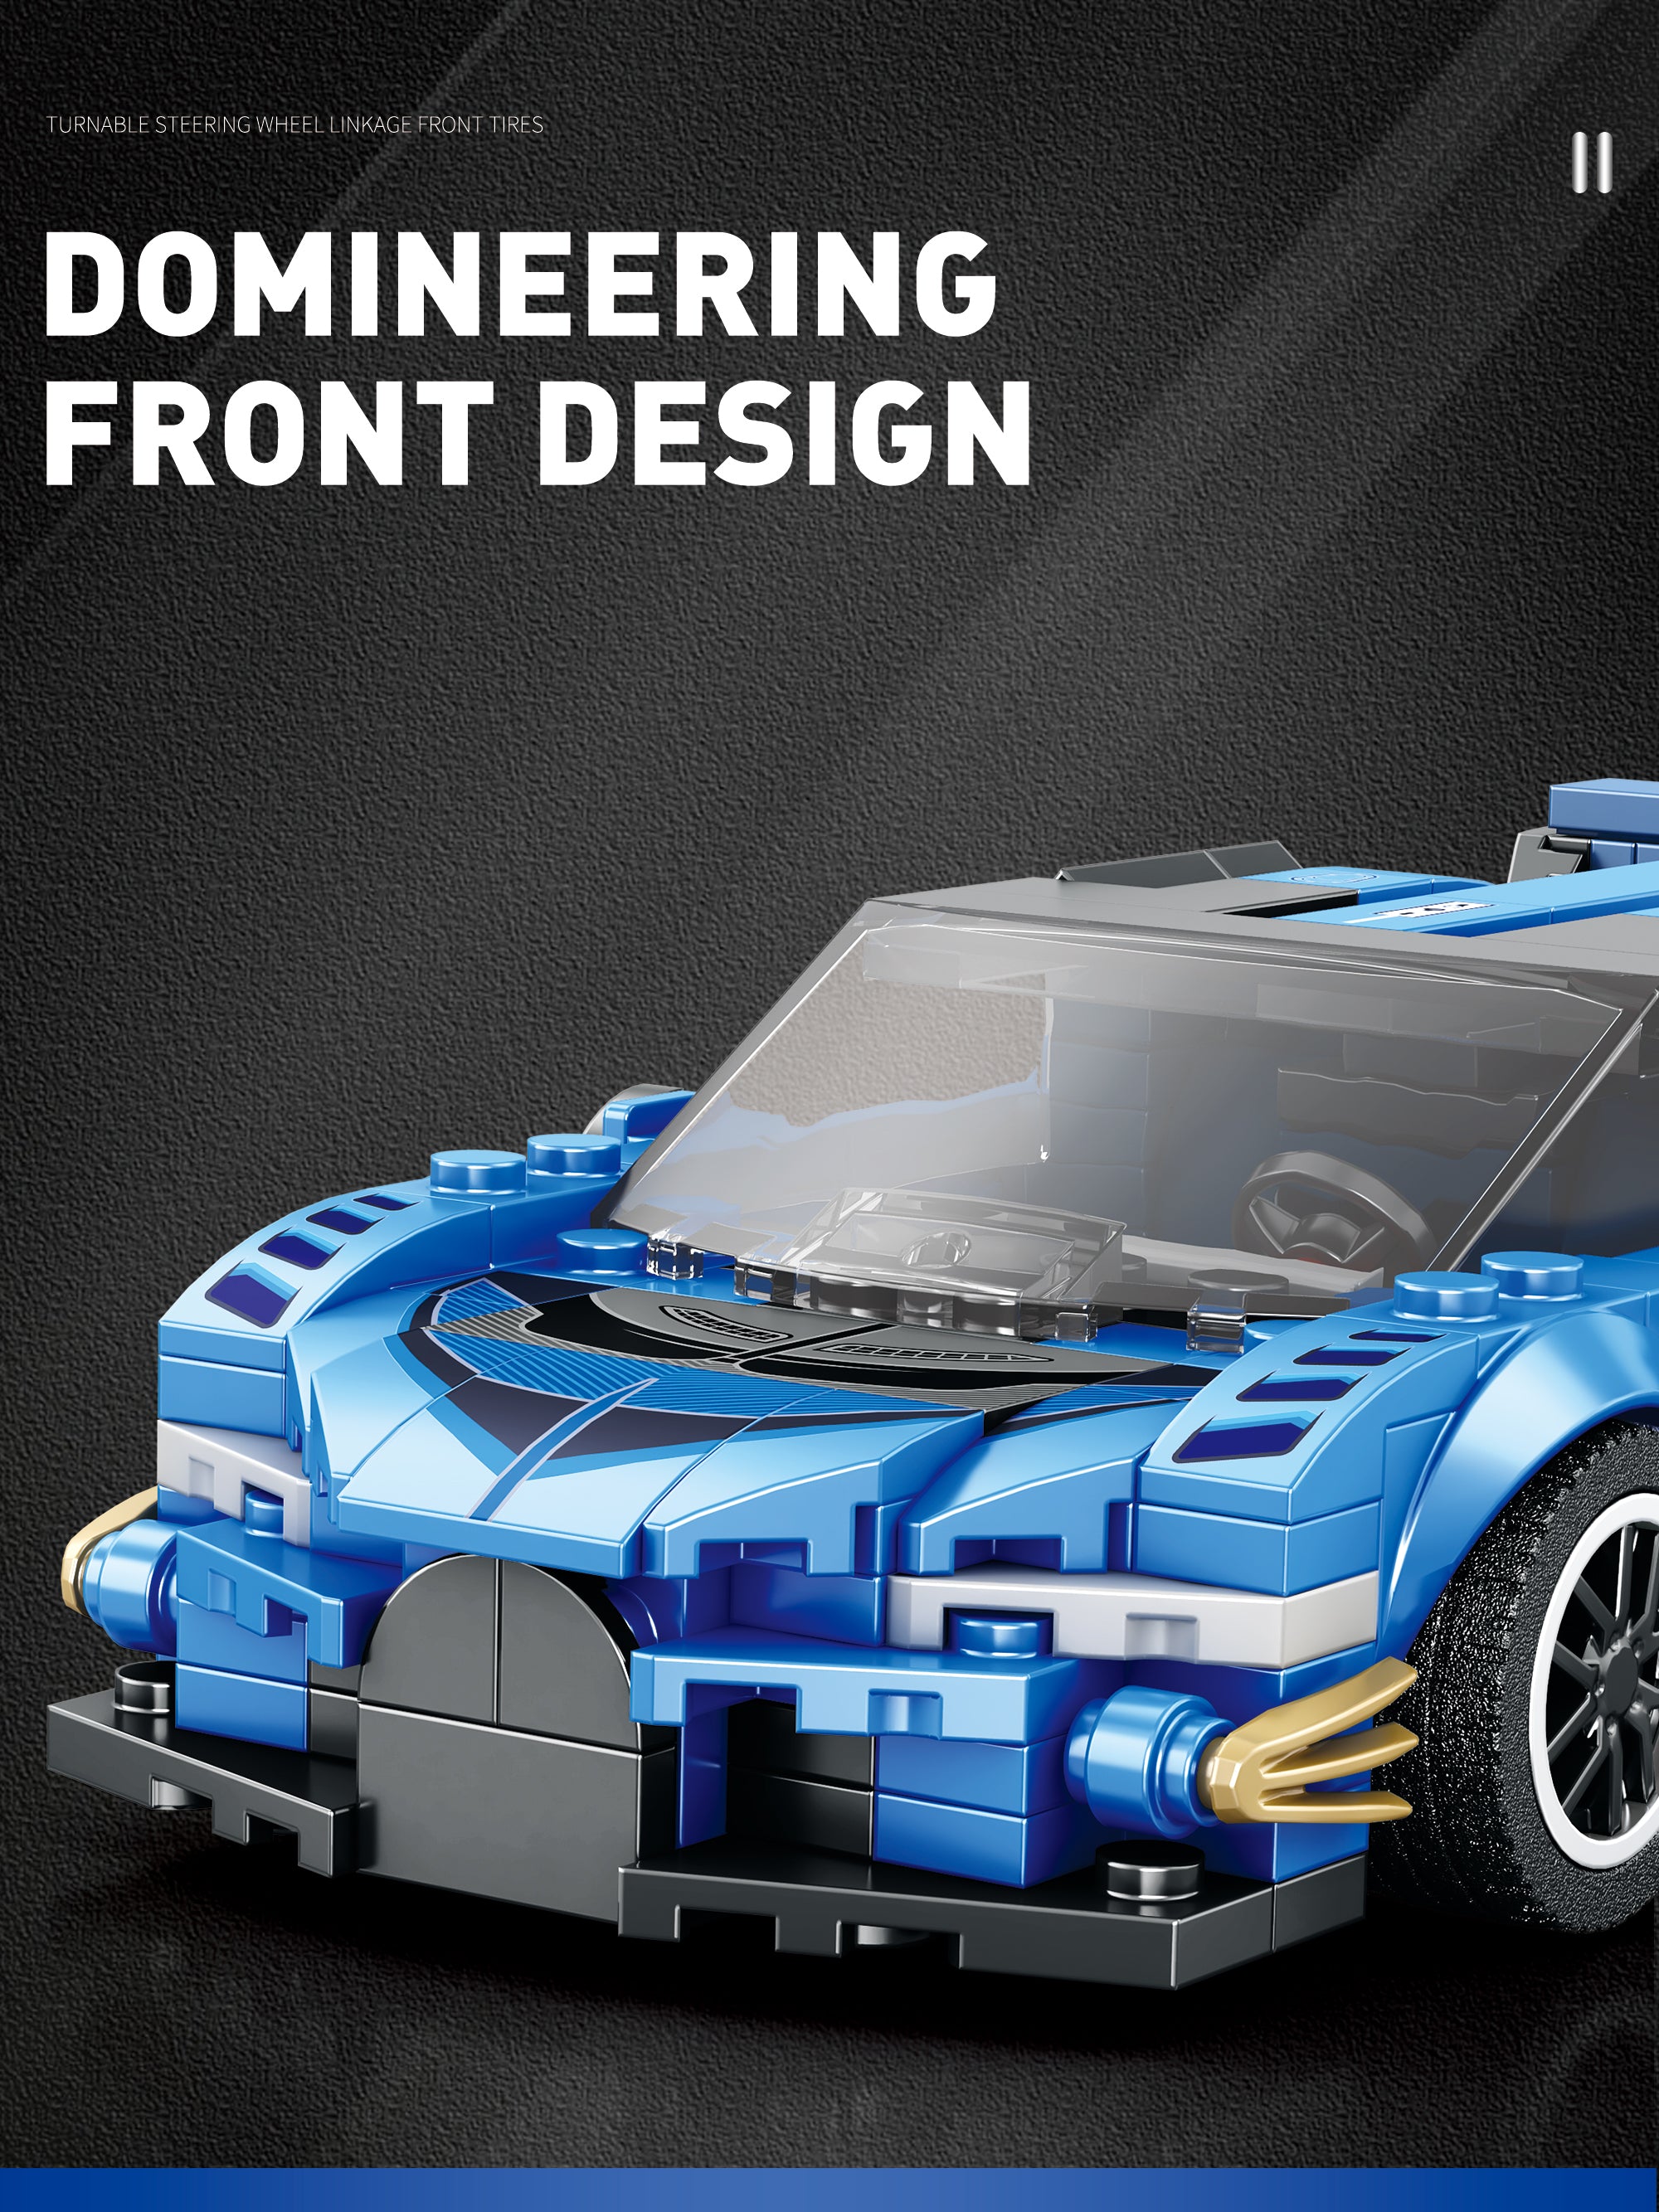 TURNABLE STEERING WHEEL LINKAGE FRONT TIRES
DOMINEERING
FRONT DESIGN